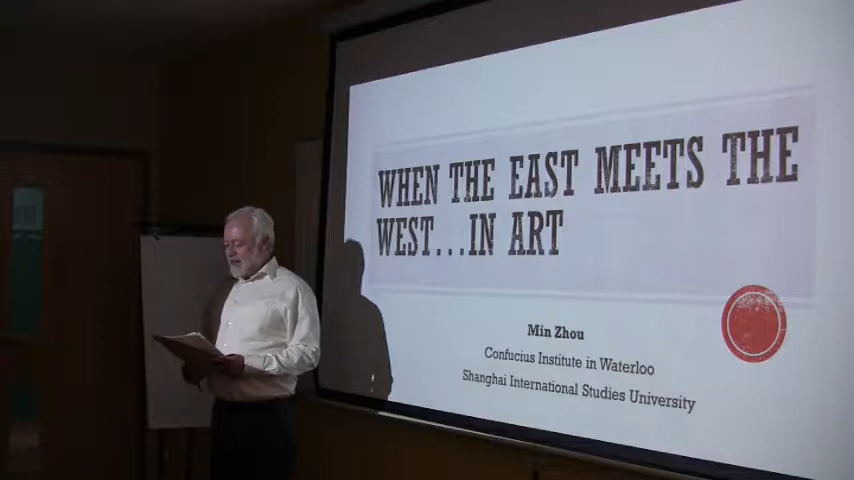 WHEN THE EAST MEETS THE
WEST...IN ART
Min Zhou
Confucius Institute in Waterloo
Shanghai International Studies University